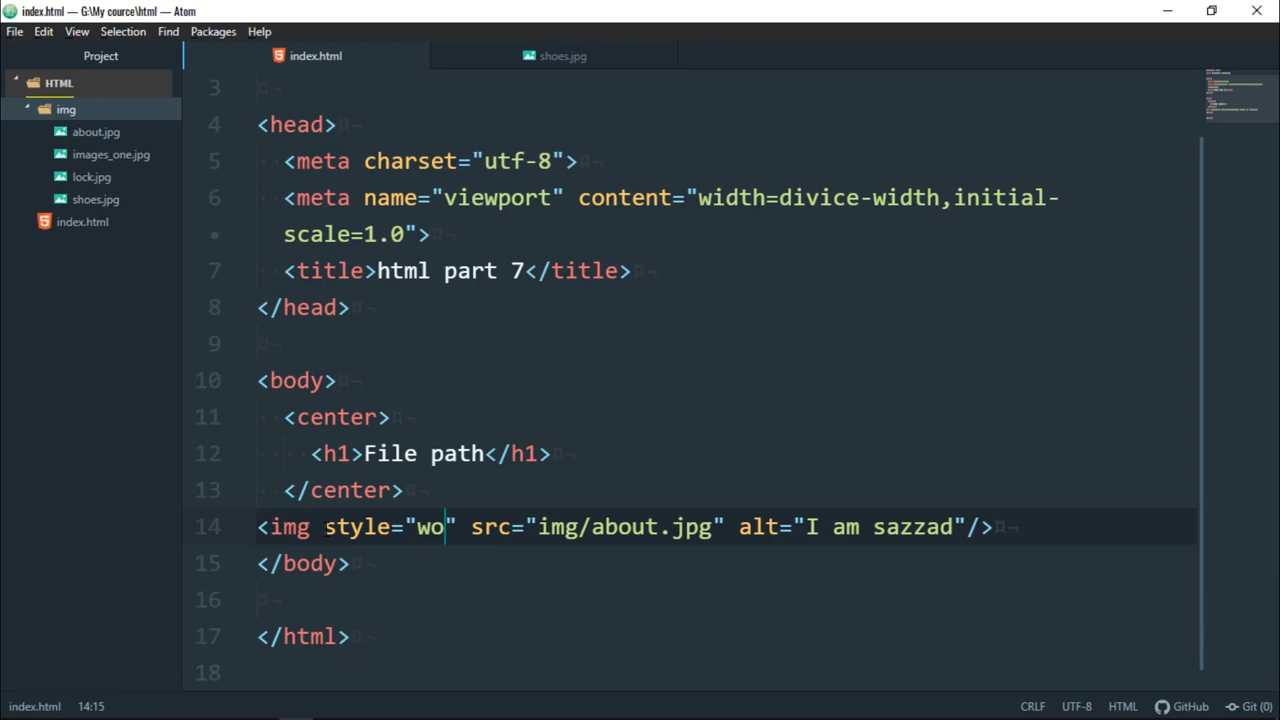 index.html — G:\My cource\html — Atom
File Edit View Selection Find Packages Help
Project
index.html
shoes.jpg
HTML
img
about.jpg
images_one.jpg
lock.jpg
shoes.jpg
index.html
3
4 <head>
5 <meta charset="utf-8">
6 <meta name="viewport" content="width=divice-width,initial-
scale=1.0">
7 <title>html part 7</title>
8 </head>
9
10 <body>
11 <center>
12 <h1>File path</h1>
13 </center>
14 <img style="wo" src="img/about.jpg" alt="I am sazzad"/>
15 </body>
16
17 </html>
18
index.html 14:15 CRLF UTF-8 HTML GitHub Git (0)